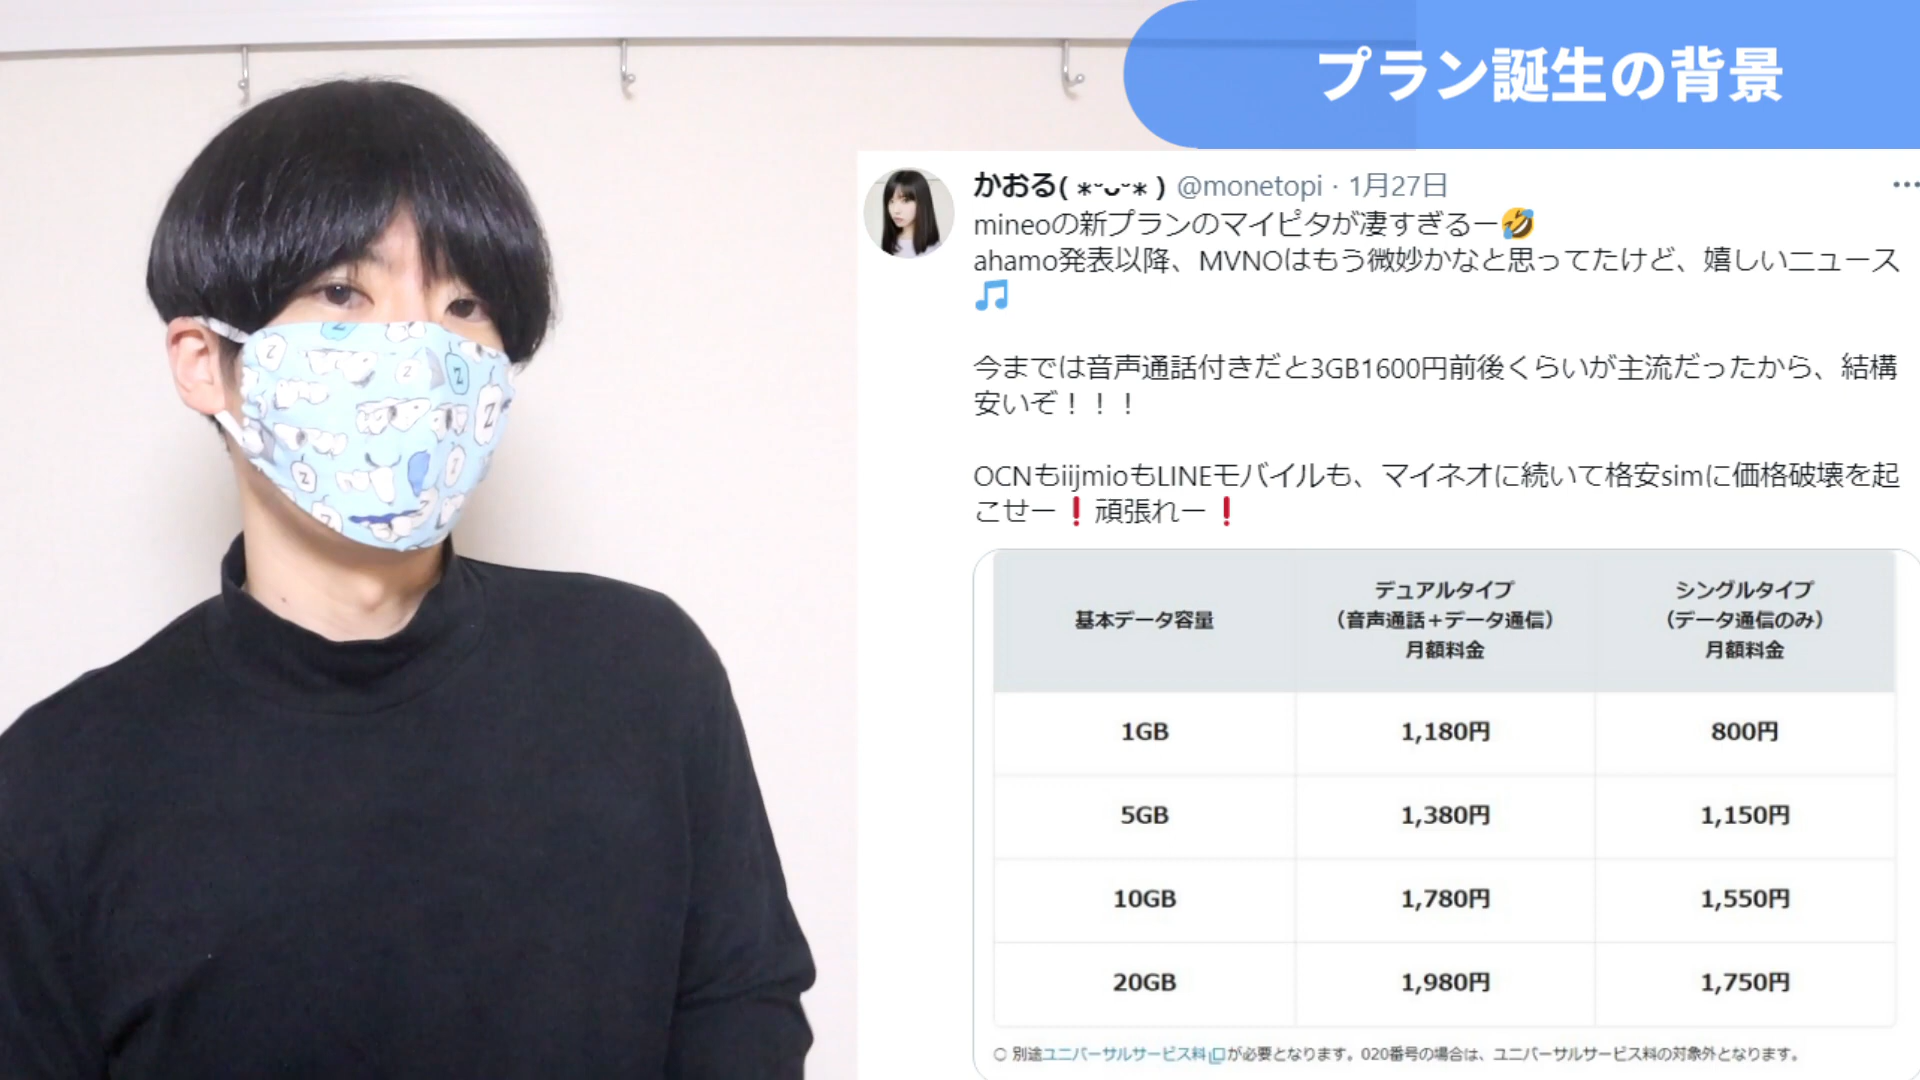 プラン誕生の背景
かおる( ⁎ᵕᴗᵕ⁎ ) @monetopi · 1月27日
mineoの新プランのマイピタが凄すぎるー🤣
ahamo発表以降、MVNOはもう微妙かなと思ってたけど、嬉しいニュース
🎵
今までは音声通話付きだと3GB1600円前後くらいが主流だったから、結構
安いぞ！！！
OCNもiijmioもLINEモバイルも、マイネオに続いて格安simに価格破壊を起
こせー❗頑張れー❗
基本データ容量
デュアルタイプ
（音声通話＋データ通信）
月額料金
シングルタイプ
（データ通信のみ）
月額料金
1GB 1,180円 800円
5GB 1,380円 1,150円
10GB 1,780円 1,550円
20GB 1,980円 1,750円
○ 別途ユニバーサルサービス料が必要となります。020番号の場合は、ユニバーサルサービス料の対象外となります。
Z
Z
Z
Z
Z
Z
Z
Z